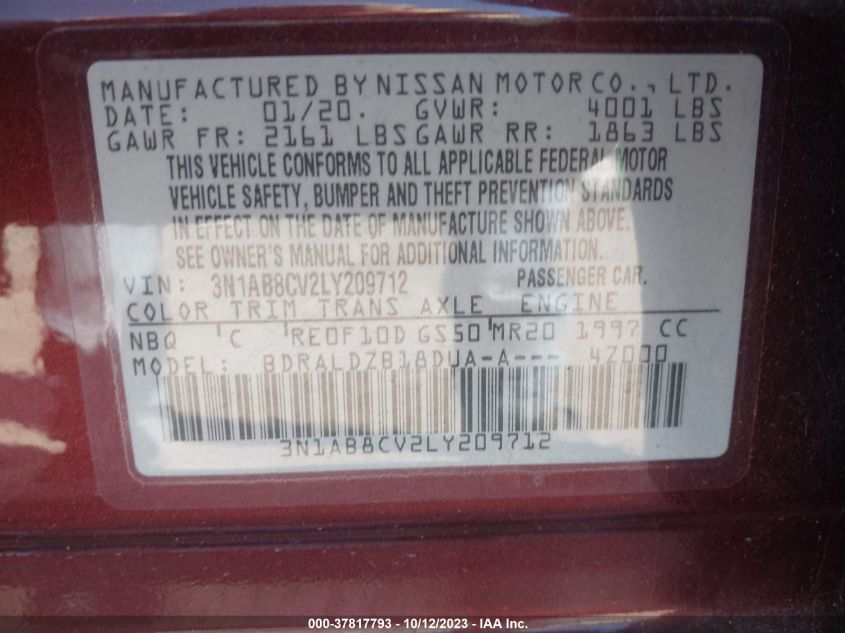 MANUFACTURED BY NISSAN MOTOR CO., LTD.
DATE: 01/20. GVWR: 4001 LBS
GAWR FR: 2161 LBS GAWR RR: 1863 LBS
THIS VEHICLE CONFORMS TO ALL APPLICABLE FEDERAL MOTOR
VEHICLE SAFETY, BUMPER AND THEFT PREVENTION STANDARDS
IN EFFECT ON THE DATE OF MANUFACTURE SHOWN ABOVE.
SEE OWNER'S MANUAL FOR ADDITIONAL INFORMATION.
VIN: 3N1AB8CV2LY209712 PASSENGER CAR.
COLOR TRIM TRANS AXLE ENGINE
NBQ C RE0F10D GS50 MR20 1997 CC
MODEL: BDRALDZB18DUA-A--- 4Z000
3N1AB8CV2LY209712
000-37817793 - 10/12/2023 - IAA Inc.